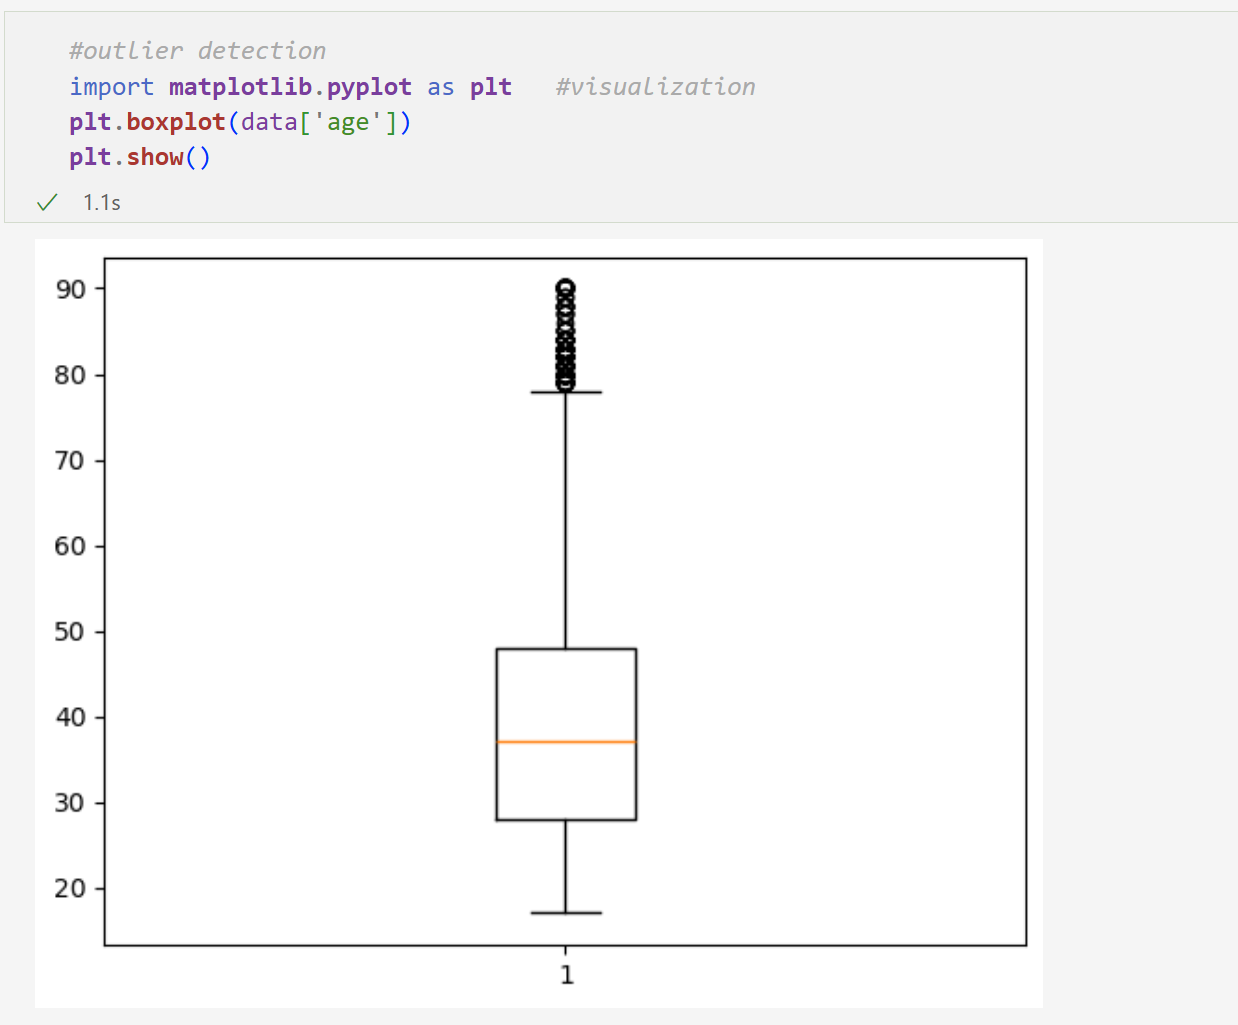 #outlier detection
import matplotlib.pyplot as plt   #visualization
plt.boxplot(data['age'])
plt.show()
1.1s
90
80
70
60
50
40
30
20
1